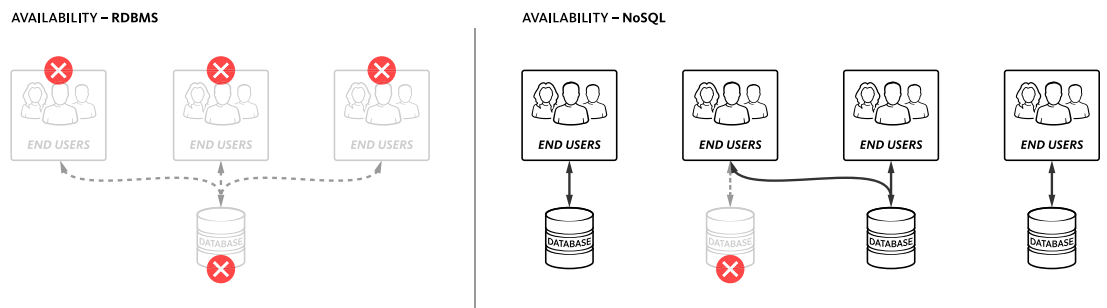 AVAILABILITY – RDBMS
END USERS
END USERS
END USERS
DATABASE
AVAILABILITY – NoSQL
END USERS
END USERS
END USERS
END USERS
DATABASE
DATABASE
DATABASE
DATABASE